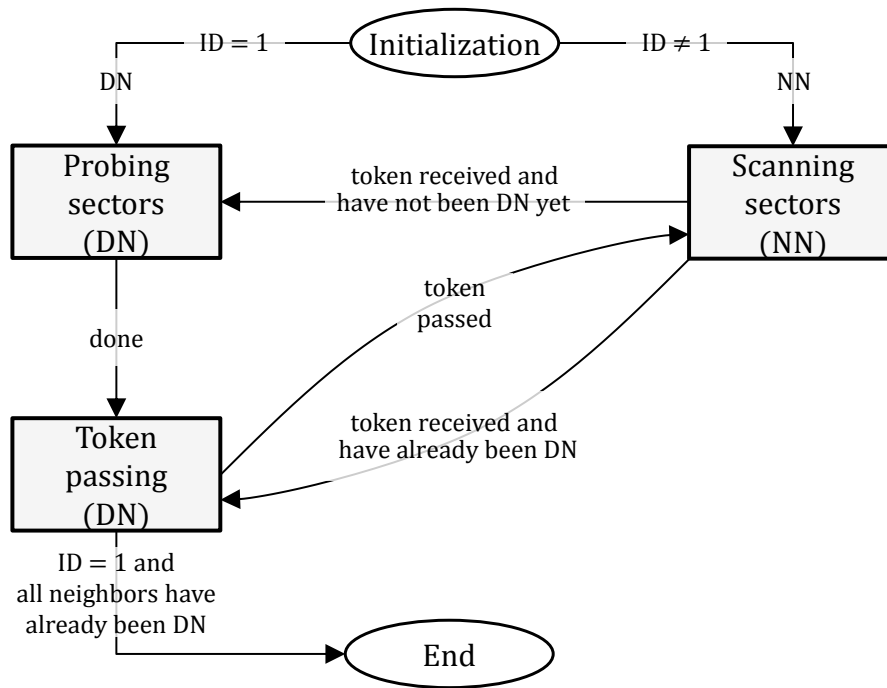 ID = 1
Initialization
ID ≠ 1
DN
NN
Probing
sectors
(DN)
token received and
have not been DN yet
Scanning
sectors
(NN)
token
passed
done
token received and
have already been DN
Token
passing
(DN)
ID = 1 and
all neighbors have
already been DN
End